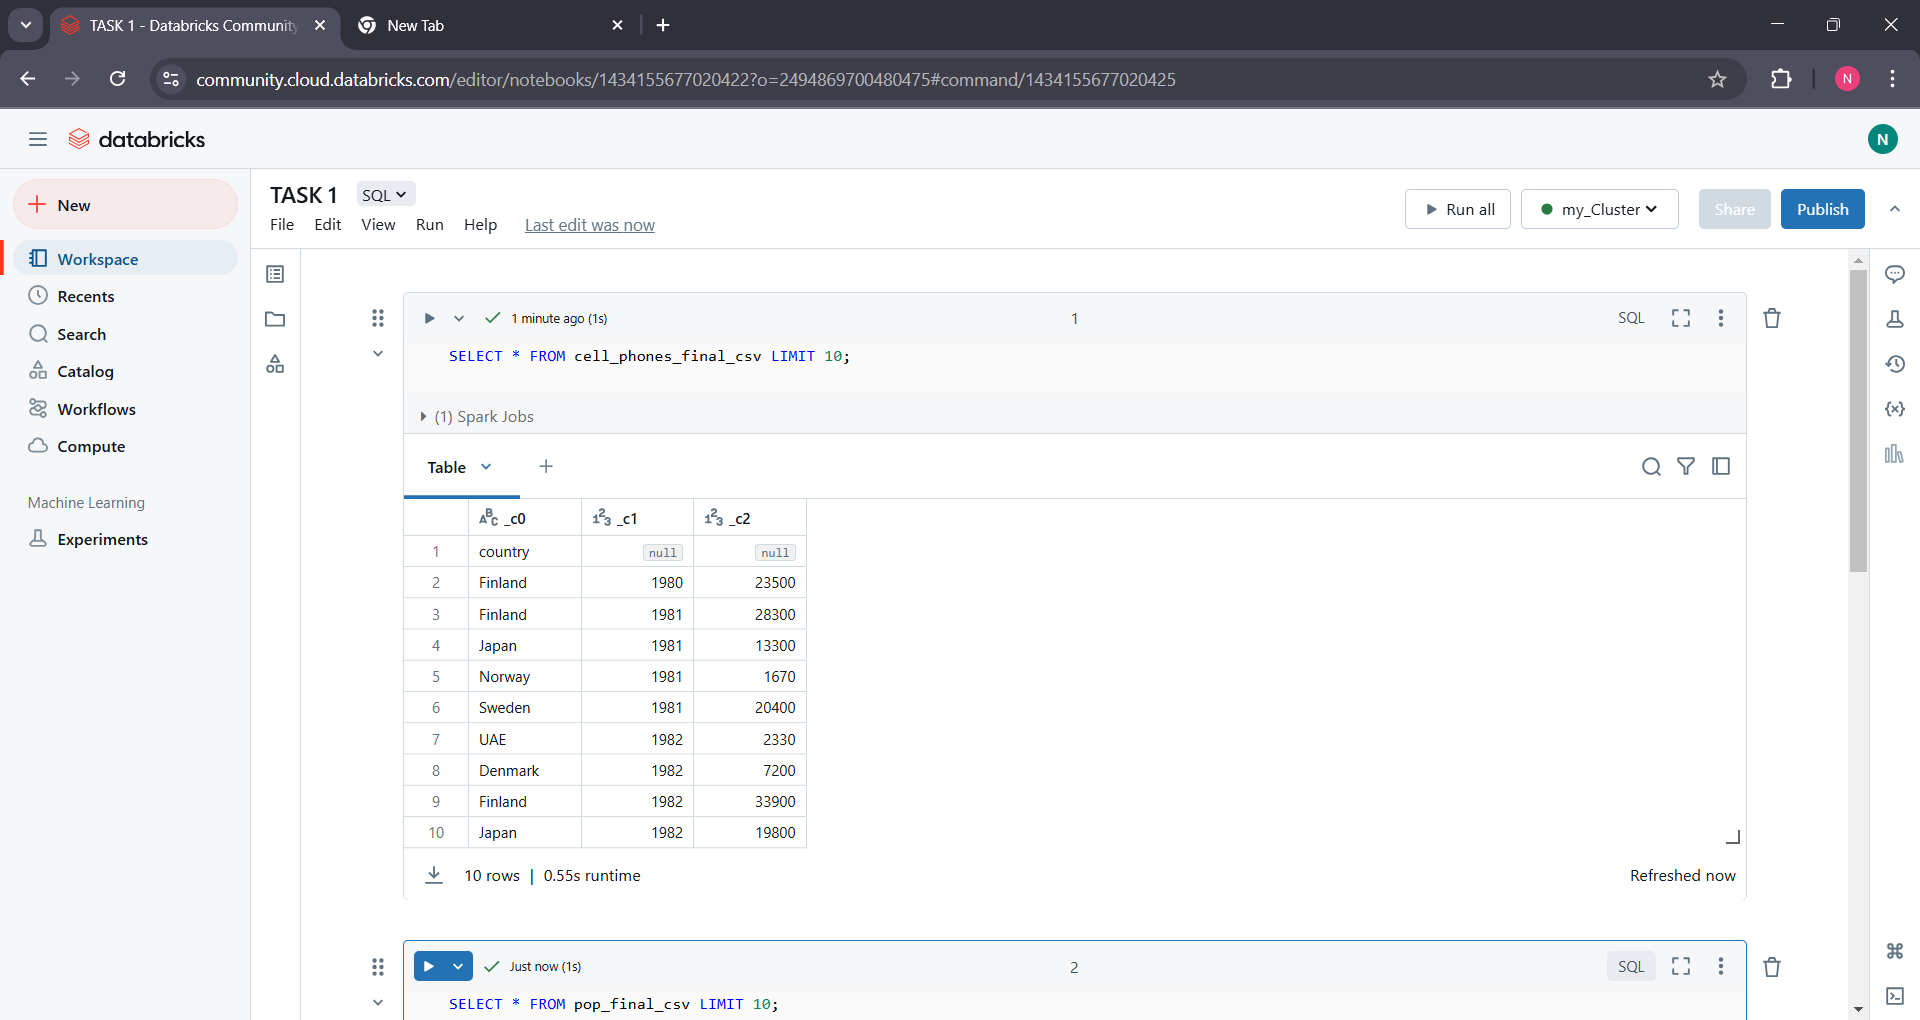 TASK 1 - Databricks Community
New Tab
community.cloud.databricks.com/editor/notebooks/1434155677020422?o=2494869700480475#command/1434155677020425
N
databricks
N
New
Workspace
Recents
Search
Catalog
Workflows
Compute
Machine Learning
Experiments
TASK 1 SQL
File Edit View Run Help Last edit was now
Run all my_Cluster Share Publish
1 minute ago (1s) 1 SQL
SELECT * FROM cell_phones_final_csv LIMIT 10;
(1) Spark Jobs
Table
ABC _c0 123 _c1 123 _c2
1 country null null
2 Finland 1980 23500
3 Finland 1981 28300
4 Japan 1981 13300
5 Norway 1981 1670
6 Sweden 1981 20400
7 UAE 1982 2330
8 Denmark 1982 7200
9 Finland 1982 33900
10 Japan 1982 19800
10 rows | 0.55s runtime Refreshed now
Just now (1s) 2 SQL
SELECT * FROM pop_final_csv LIMIT 10;